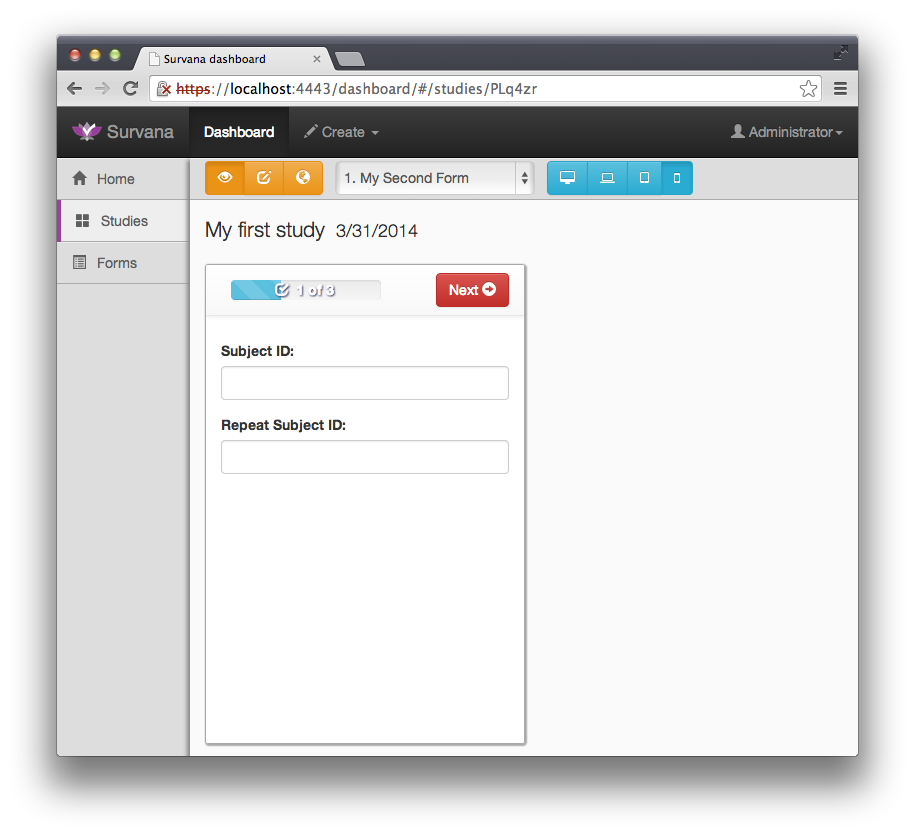 Survana dashboard
https://localhost:4443/dashboard/#/studies/PLq4zr
Survana Dashboard Create Administrator
Home
1. My Second Form
Studies
My first study 3/31/2014
Forms
1 of 3 Next
Subject ID:
Repeat Subject ID: